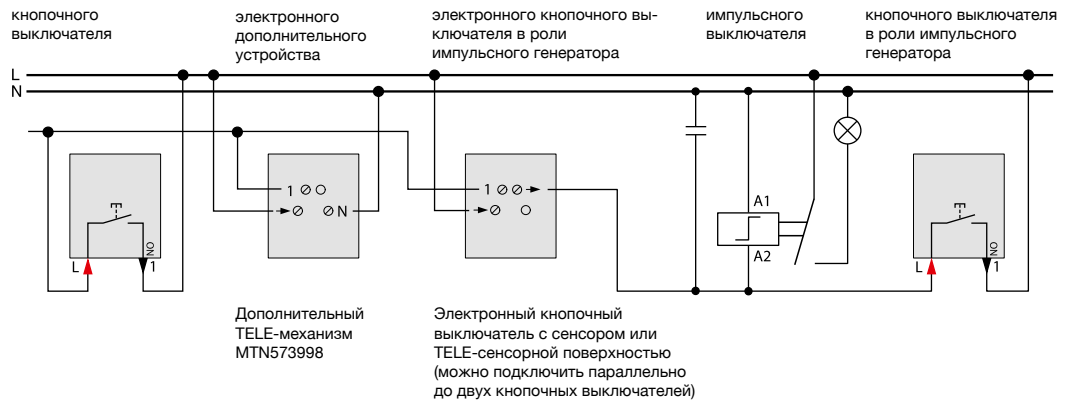 кнопочного
выключателя
электронного
дополнительного
устройства
электронного кнопочного вы-
ключателя в роли
импульсного генератора
импульсного
выключателя
кнопочного выключателя
в роли импульсного
генератора
L
N
1
N
1
A1
A2
NO
L
1
NO
L
1
Дополнительный
TELE-механизм
MTN573998
Электронный кнопочный
выключатель с сенсором или
TELE-сенсорной поверхностью
(можно подключить параллельно
до двух кнопочных выключателей)